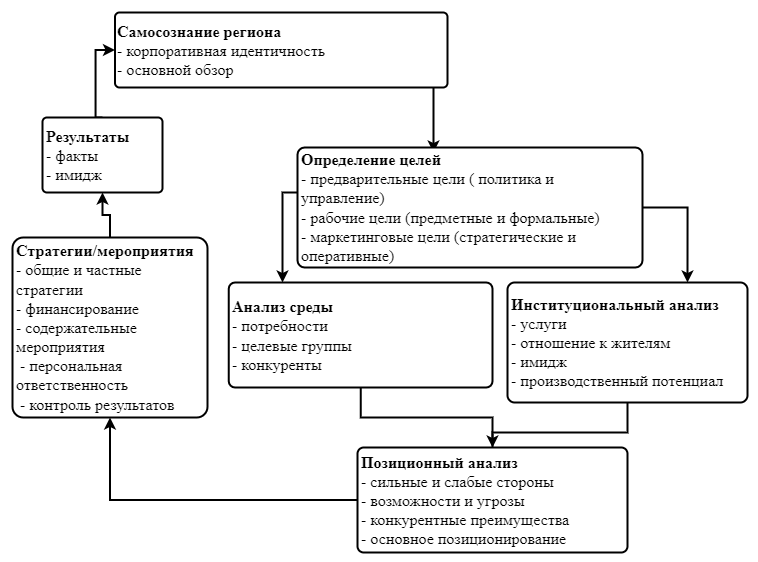 Самосознание региона
- корпоративная идентичность
- основной обзор
Результаты
- факты
- имидж
Определение целей
- предварительные цели ( политика и
управление)
- рабочие цели (предметные и формальные)
- маркетинговые цели (стратегические и
оперативные)
Стратегии/мероприятия
- общие и частные
стратегии
- финансирование
- содержательные
мероприятия
- персональная
ответственность
- контроль результатов
Анализ среды
- потребности
- целевые группы
- конкуренты
Институциональный анализ
- услуги
- отношение к жителям
- имидж
- производственный потенциал
Позиционный анализ
- сильные и слабые стороны
- возможности и угрозы
- конкурентные преимущества
- основное позиционирование